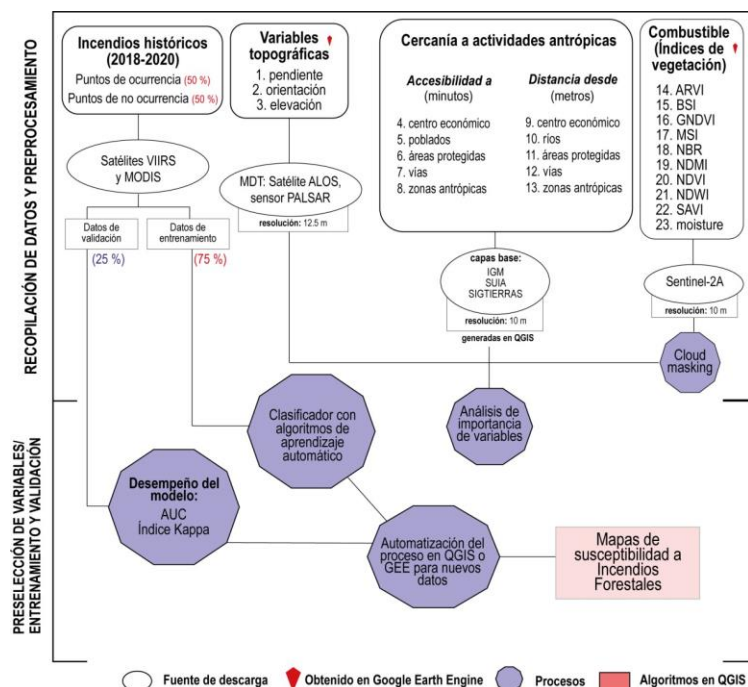 RECOPILACIÓN DE DATOS Y PREPROCESAMIENTO
Incendios históricos
(2018-2020)
Puntos de ocurrencia (50 %)
Puntos de no ocurrencia (50 %)
Satélites VIIRS
y MODIS
Datos de
validación
(25 %)
Datos de
entrenamiento
(75 %)
Variables
topográficas
1. pendiente
2. orientación
3. elevación
MDT: Satélite ALOS,
sensor PALSAR
resolución: 12.5 m
Cercanía a actividades antrópicas
Accesibilidad a
(minutos)
4. centro económico
5. poblados
6. áreas protegidas
7. vías
8. zonas antrópicas
Distancia desde
(metros)
9. centro económico
10. ríos
11. áreas protegidas
12. vías
13. zonas antrópicas
capas base:
IGM
SUIA
SIGTIERRAS
resolución: 10 m
generadas en QGIS
Combustible
(Índices de
vegetación)
14. ARVI
15. BSI
16. GNDVI
17. MSI
18. NBR
19. NDMI
20. NDVI
21. NDWI
22. SAVI
23. moisture
Sentinel-2A
resolución: 10 m
Cloud
masking
PRESELECCIÓN DE VARIABLES/
ENTRENAMIENTO Y VALIDACIÓN
Clasificador con
algoritmos de
aprendizaje
automático
Análisis de
importancia
de variables
Desempeño del
modelo:
AUC
Índice Kappa
Automatización del
proceso en QGIS o
GEE para nuevos
datos
Mapas de
susceptibilidad a
Incendios
Forestales
Fuente de descarga
Obtenido en Google Earth Engine
Procesos
Algoritmos en QGIS